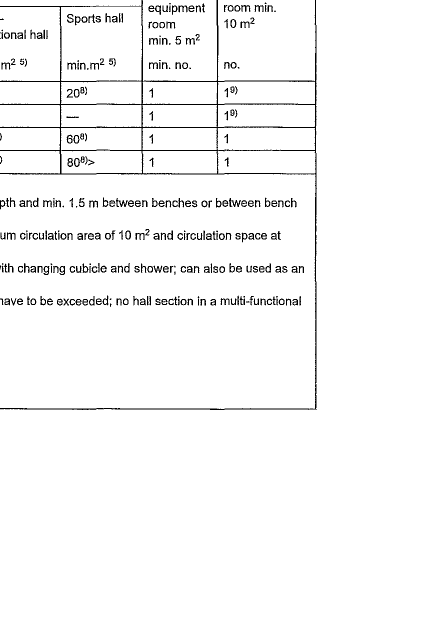 equipment room min.
- Sports hall room 10 m²
ional hall min. 5 m²
m² 5) min.m² 5) min. no. no.
20⁸⁾ 1 1⁹⁾
— 1 1⁹⁾
) 60⁸⁾ 1 1
) 80⁸⁾> 1 1
pth and min. 1.5 m between benches or between bench
um circulation area of 10 m² and circulation space at
vith changing cubicle and shower; can also be used as an
have to be exceeded; no hall section in a multi-functional